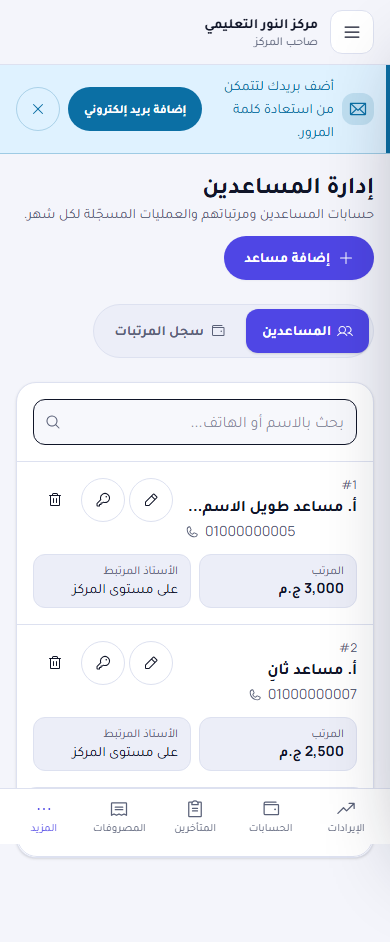 مركز النور التعليمي
صاحب المركز
أضف بريدك لتتمكن
من استعادة كلمة
المرور.
إضافة بريد إلكتروني
إدارة المساعدين
حسابات المساعدين ومرتباتهم والعمليات المسجّلة لكل شهر.
إضافة مساعد
المساعدين
سجل المرتبات
بحث بالاسم أو الهاتف...
#1
أ. مساعد طويل الاسم...
01000000005
المرتب
3,000 ج.م
الأستاذ المرتبط
على مستوى المركز
#2
أ. مساعد ثانٍ
01000000007
المرتب
2,500 ج.م
الأستاذ المرتبط
على مستوى المركز
الإيرادات
الحسابات
المتأخرين
المصروفات
المزيد